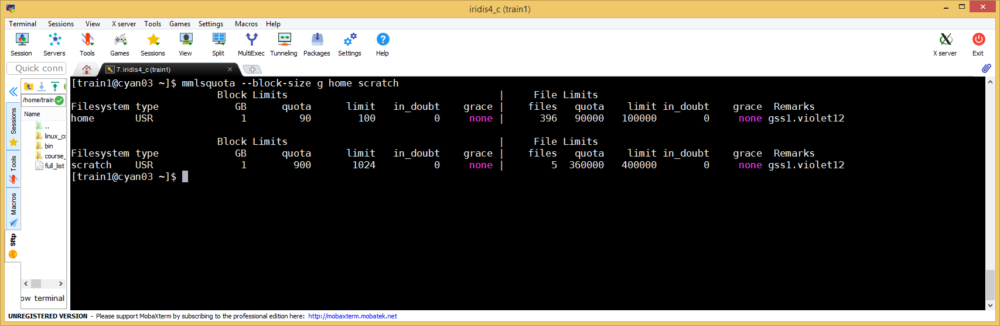 iridis4_c (train1)
Terminal Sessions View X server Tools Games Settings Macros Help
Session Servers Tools Games Sessions View Split MultiExec Tunneling Packages Settings Help X server Exit
Quick conn
7. iridis4_c (train1)
/home/train
Name
..
linux_co
bin
course_
full_list
Sessions
Tools
Macros
Sftp
ow terminal
[train1@cyan03 ~]$ mmlsquota --block-size g home scratch
Block Limits | File Limits
Filesystem type GB quota limit in_doubt grace | files quota limit in_doubt grace Remarks
home USR 1 90 100 0 none | 396 90000 100000 0 none gss1.violet12
Block Limits | File Limits
Filesystem type GB quota limit in_doubt grace | files quota limit in_doubt grace Remarks
scratch USR 1 900 1024 0 none | 5 360000 400000 0 none gss1.violet12
[train1@cyan03 ~]$
UNREGISTERED VERSION - Please support MobaXterm by subscribing to the professional edition here: http://mobaxterm.mobatek.net